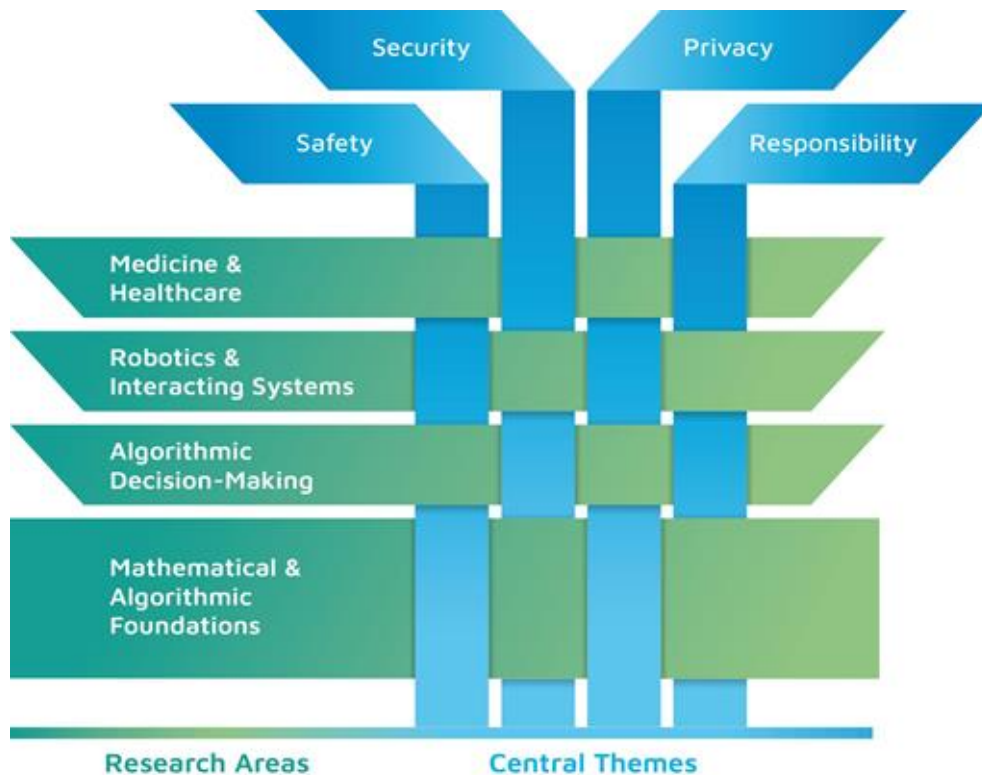 Security
Privacy
Safety
Responsibility
Medicine &
Healthcare
Robotics &
Interacting Systems
Algorithmic
Decision-Making
Mathematical &
Algorithmic
Foundations
Research Areas
Central Themes